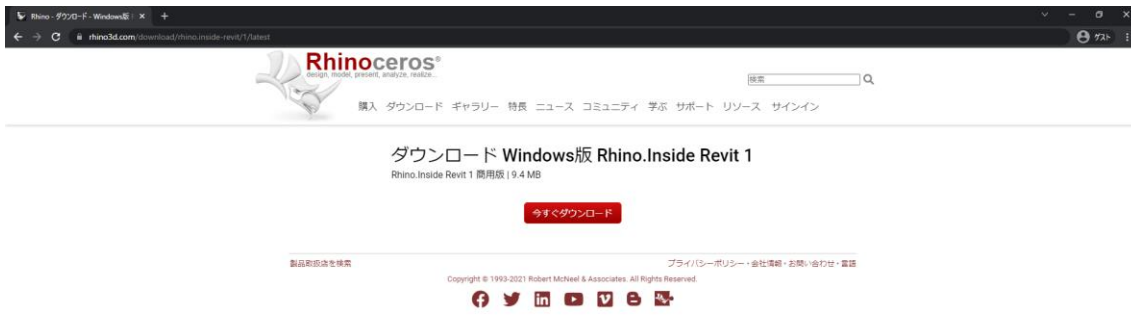 Rhino - ダウンロード - Windows版
rhino3d.com/download/rhino.inside-revit/1/latest
ゲスト
Rhinoceros®
design, model, present, analyze, realize...
検索
購入 ダウンロード ギャラリー 特長 ニュース コミュニティ 学ぶ サポート リソース サインイン
ダウンロード Windows版 Rhino.Inside Revit 1
Rhino.Inside Revit 1 商用版 | 9.4 MB
今すぐダウンロード
製品取扱店を検索
プライバシーポリシー・会社情報・お問い合わせ・言語
Copyright © 1993-2021 Robert McNeel & Associates. All Rights Reserved.